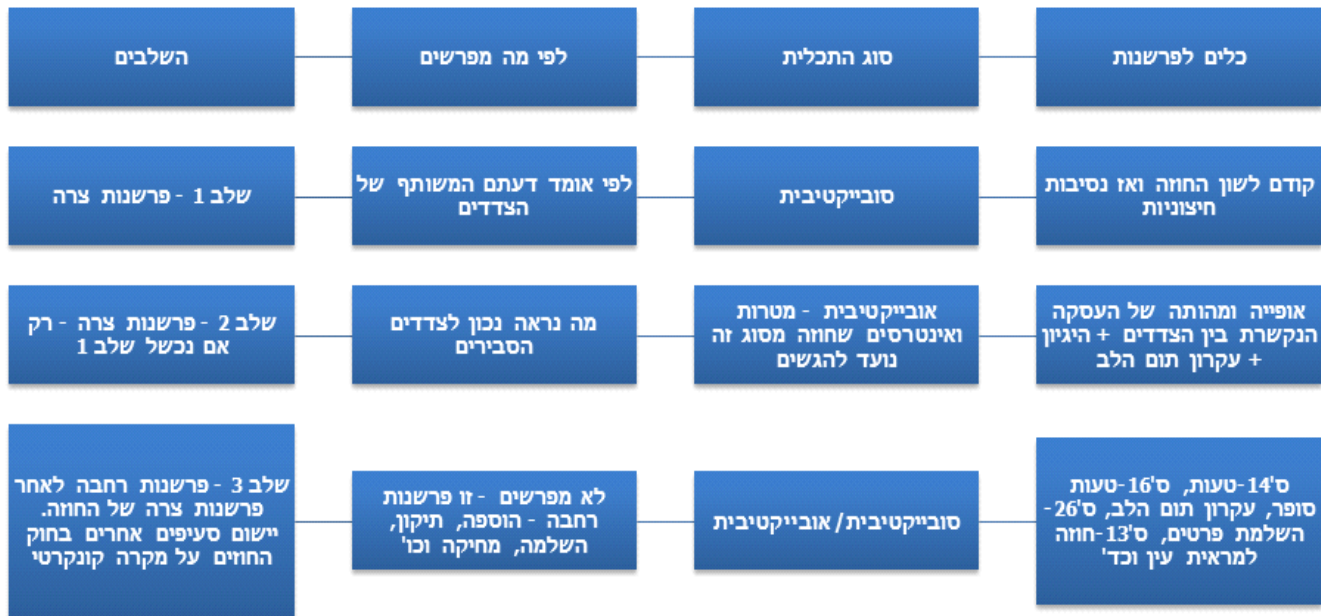 כלים לפרשנות
סוג התכלית
לפי מה מפרשים
השלבים
קודם לשון החוזה ואז נסיבות
חיצוניות
סובייקטיבית
לפי אומד דעתם המשותף של
הצדדים
שלב 1 - פרשנות צרה
אופייה ומהותה של העסקה
הנקשרת בין הצדדים + היגיון
+ עקרון תום הלב
אובייקטיבית - מטרות
ואינטרסים שחוזה מסוג זה
נועד להגשים
מה נראה נכון לצדדים
הסבירים
שלב 2 - פרשנות צרה - רק
אם נכשל שלב 1
ס'14-טעות, ס'16-טעות
סופר, עקרון תום הלב, ס'26-
השלמת פרטים, ס'13-חוזה
למראית עין וכד'
סובייקטיבית/אובייקטיבית
לא מפרשים - זו פרשנות
רחבה - הוספה, תיקון,
השלמה, מחיקה וכו'
שלב 3 - פרשנות רחבה לאחר
פרשנות צרה של החוזה.
יישום סעיפים אחרים בחוק
החוזים על מקרה קונקרטי